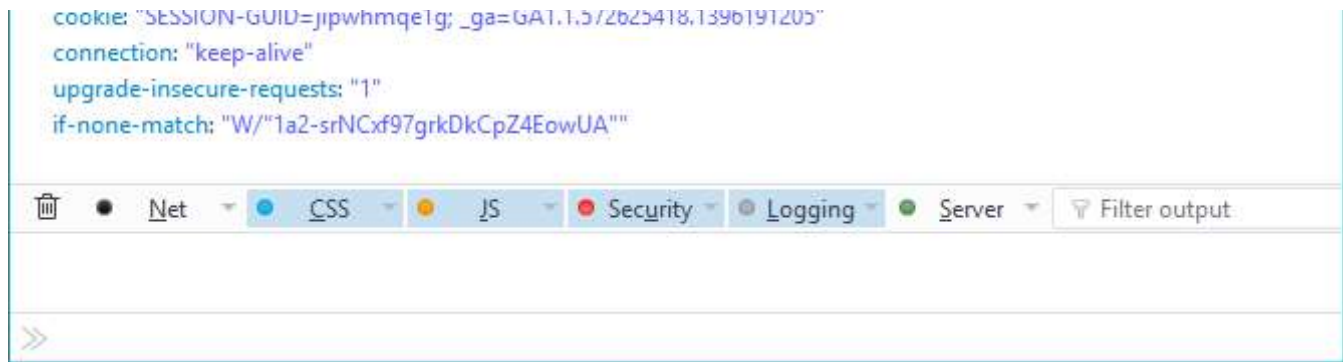 cookie: "SESSION-GUID=jlpwhmqe1g; _ga=GA1.1.572625418.1396191205"
connection: "keep-alive"
upgrade-insecure-requests: "1"
if-none-match: "W/"1a2-srNCxf97grkDkCpZ4EowUA""
Net CSS JS Security Logging Server Filter output